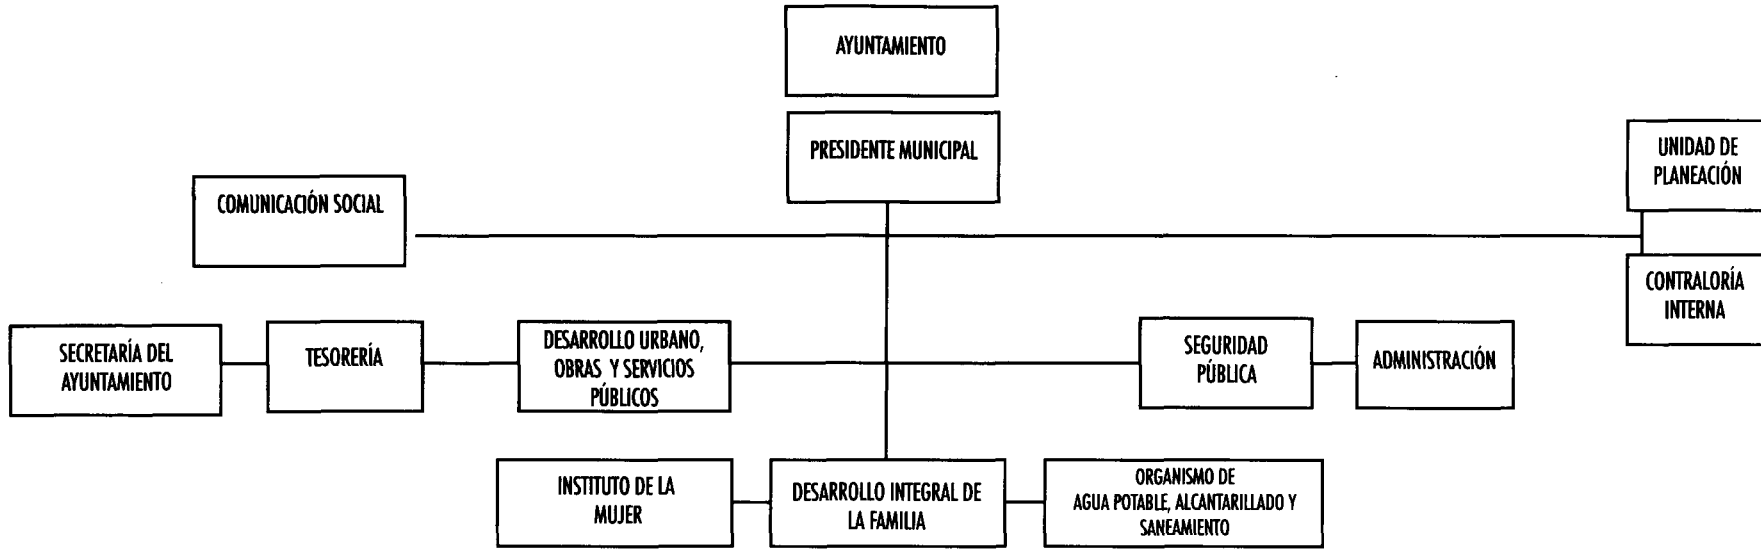 AYUNTAMIENTO
PRESIDENTE MUNICIPAL
UNIDAD DE
PLANEACIÓN
COMUNICACIÓN SOCIAL
CONTRALORÍA
INTERNA
SECRETARÍA DEL
AYUNTAMIENTO
TESORERÍA
DESARROLLO URBANO,
OBRAS Y SERVICIOS
PÚBLICOS
SEGURIDAD
PÚBLICA
ADMINISTRACIÓN
INSTITUTO DE LA
MUJER
DESARROLLO INTEGRAL DE
LA FAMILIA
ORGANISMO DE
AGUA POTABLE, ALCANTARILLADO Y
SANEAMIENTO